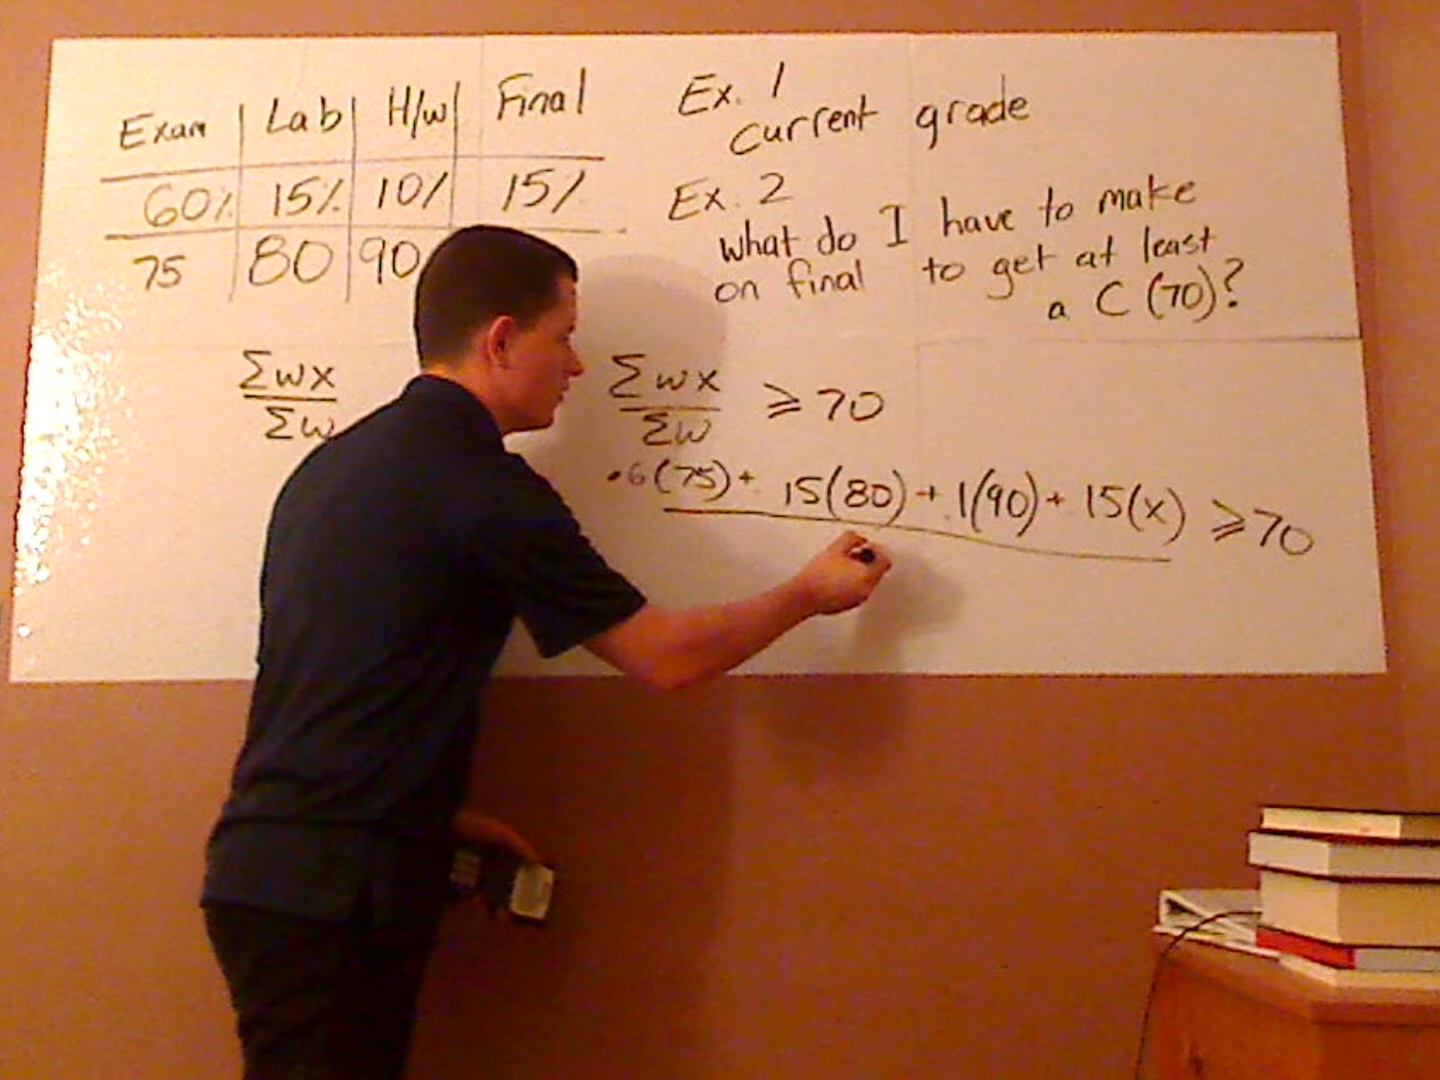 Exam Lab H/w Final
60% 15% 10% 15%
75 80 90
Ex. 1
current grade
Ex. 2
what do I have to make
on final to get at least
a C (70)?
Σwx
Σw
Σwx
Σw
≥ 70
.6(75) + .15(80) + .1(90) + .15(x) ≥ 70